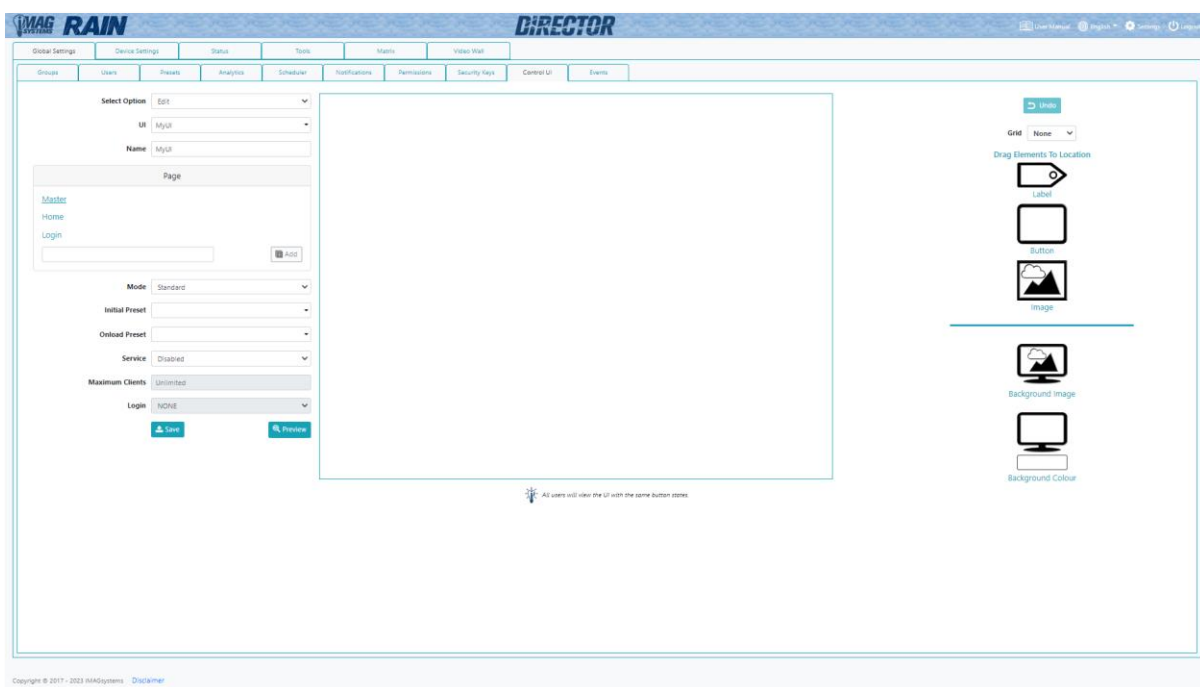 iMAG SYSTEMS RAIN DiRECTOR User Manual English Settings Logout
Global Settings Device Settings Status Tools Matrix Video Wall
Groups Users Presets Analytics Scheduler Notifications Permissions Security Keys Control UI Events
Select Option Edit
UI MyUI
Name MyUI
Page
Master
Home
Login
Add
Mode Standard
Initial Preset
Onload Preset
Service Disabled
Maximum Clients Unlimited
Login NONE
Save Preview
Undo
Grid None
Drag Elements To Location
Label
Button
Image
Background Image
Background Colour
All users will view the UI with the same button states.
Copyright © 2017 - 2023 iMAGsystems Disclaimer